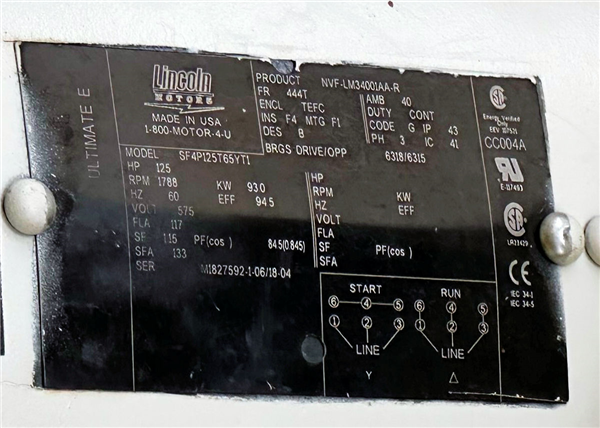 ULTIMATE E
Lincoln
MOTORS
MADE IN USA
1-800-MOTOR-4-U
PRODUCT NVF-LM34001AA-R
FR 444T AMB 40
ENCL TEFC DUTY CONT
INS F4 MTG F1 CODE G IP 43
DES B PH 3 IC 41
BRGS DRIVE/OPP 6318/6315
MODEL SF4P125T65YT1
HP 125
RPM 1788 KW 93.0
HZ 60 EFF 94.5
VOLT 575
FLA 117
SF 1.15 PF(cos ) 84.5(0.845)
SFA 133
SER M1827592-1-06/18-04
HP
RPM KW
HZ EFF
VOLT
FLA
SF PF(cos )
SFA
START RUN
6 4 5 6 4 5
1 2 3 1 2 3
LINE LINE
Y △
Energy Verified
Only
CC004A
LR21429
CE
IEC 34-1
IEC 34-5